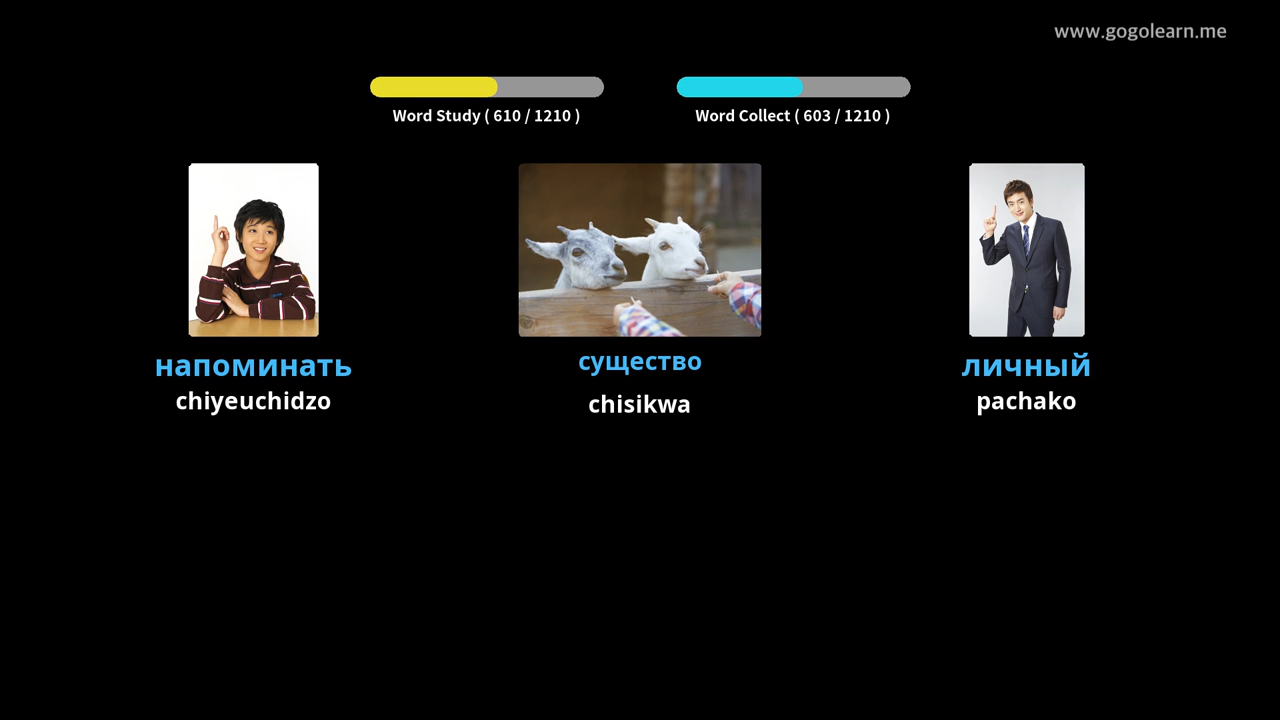 www.gogolearn.me
Word Study ( 610 / 1210 )
Word Collect ( 603 / 1210 )
напоминать
chiyeuchidzo
существо
chisikwa
личный
pachako